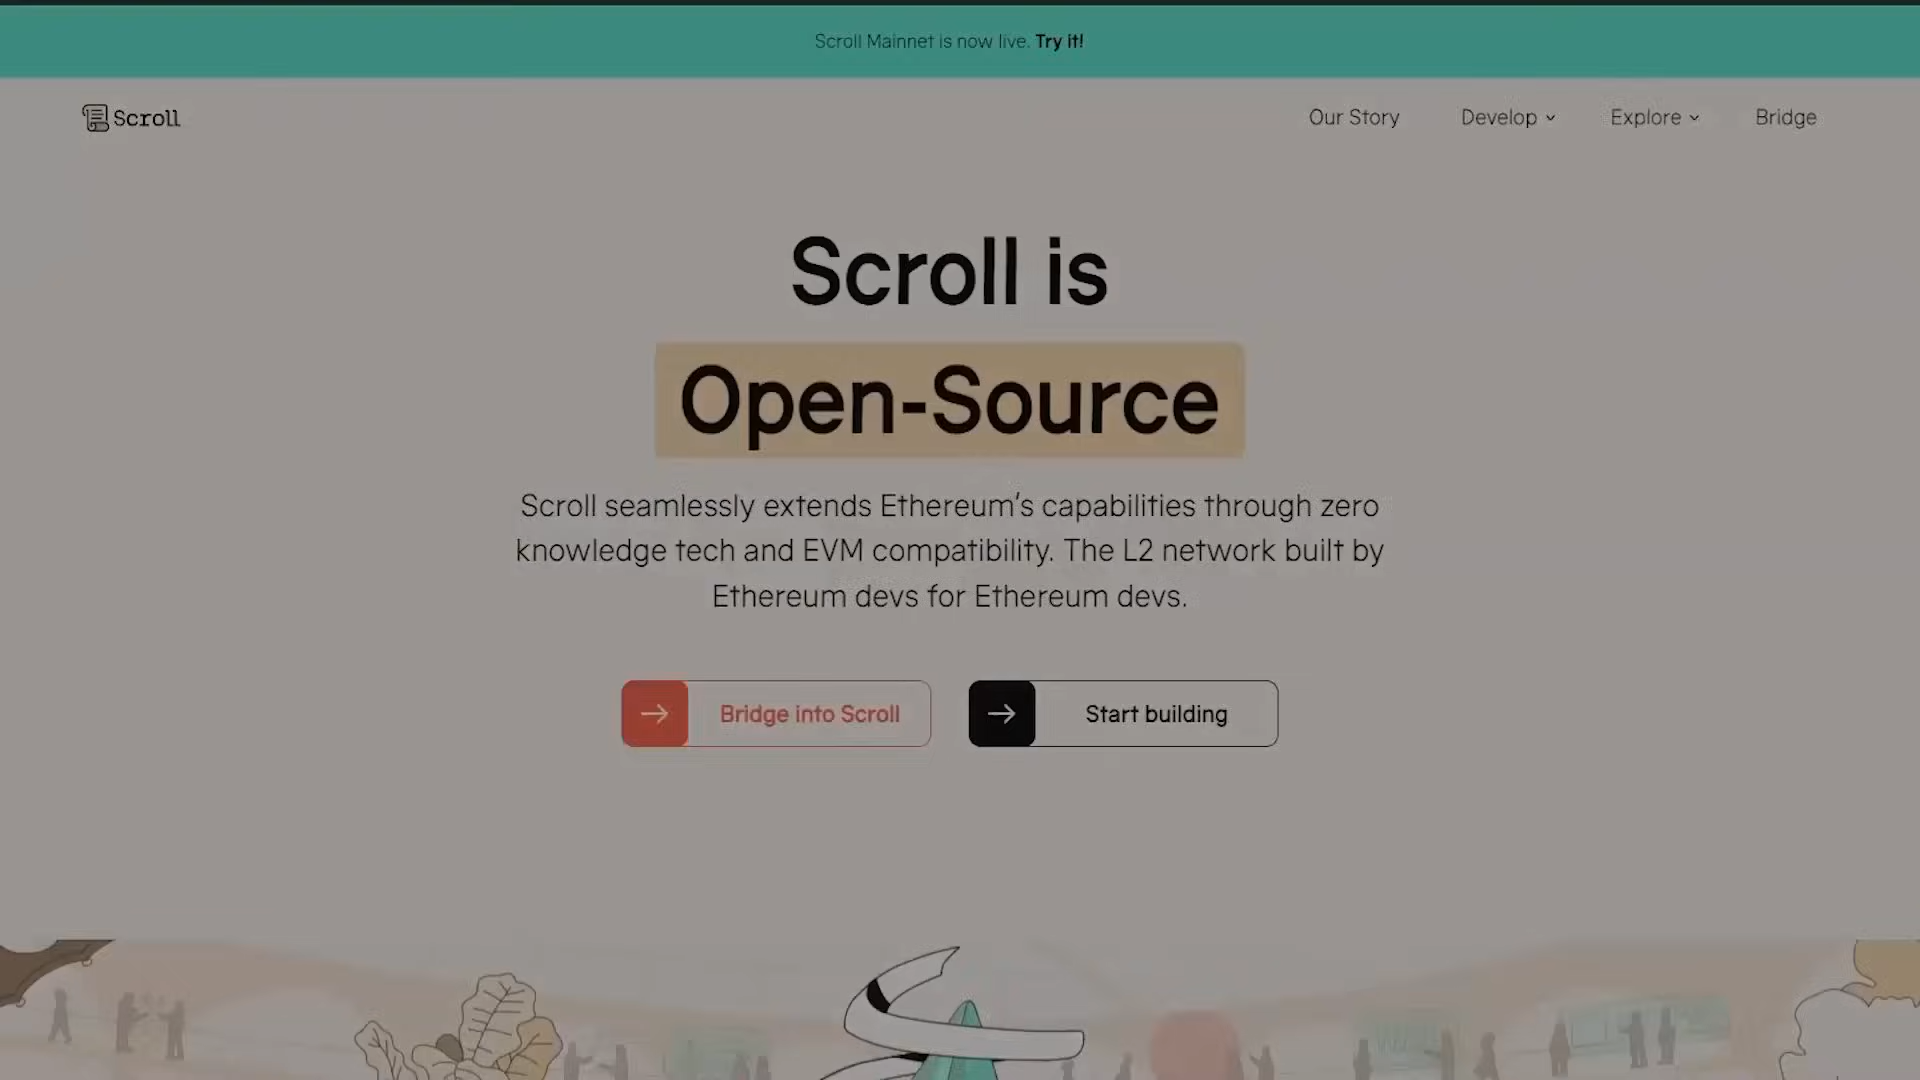 Scroll Mainnet is now live. Try it!
Scroll
Our Story
Develop
Explore
Bridge
Scroll is
Open-Source
Scroll seamlessly extends Ethereum’s capabilities through zero
knowledge tech and EVM compatibility. The L2 network built by
Ethereum devs for Ethereum devs.
Bridge into Scroll
Start building